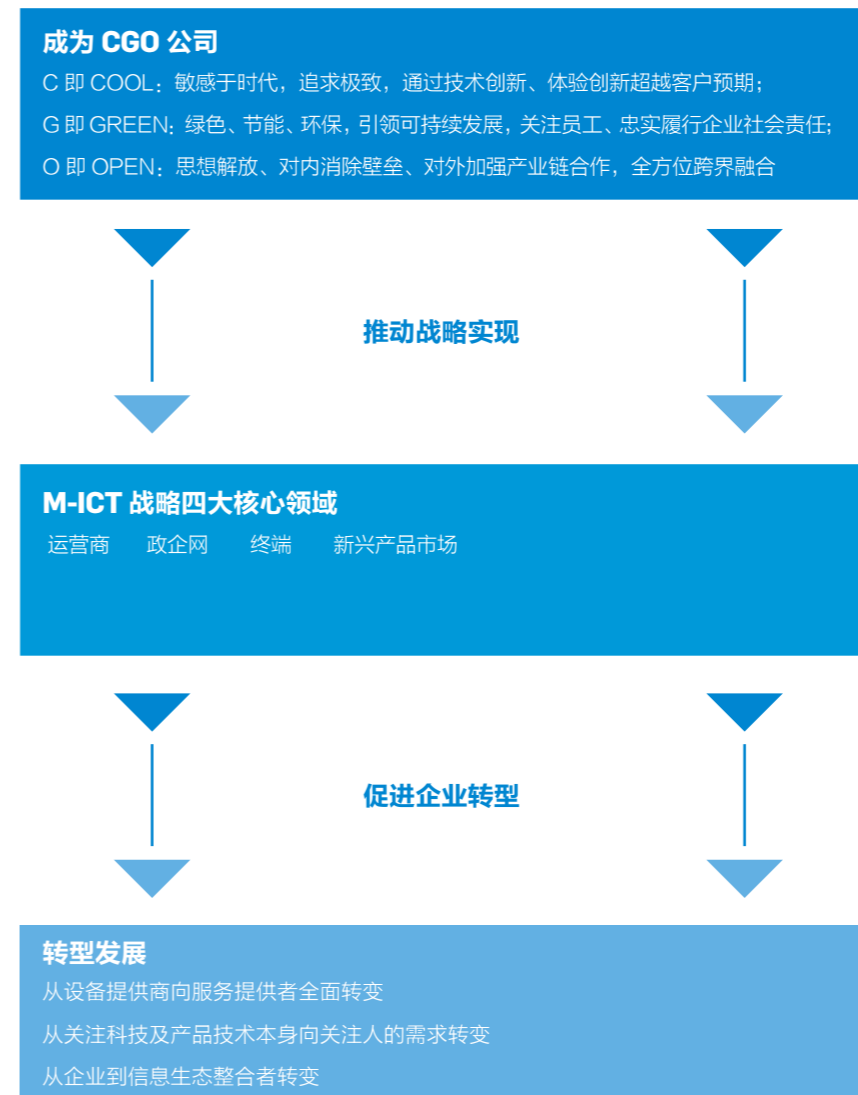 成为 CGO 公司
C 即 COOL：敏感于时代，追求极致，通过技术创新、体验创新超越客户预期；
G 即 GREEN：绿色、节能、环保，引领可持续发展，关注员工、忠实履行企业社会责任；
O 即 OPEN：思想解放、对内消除壁垒、对外加强产业链合作，全方位跨界融合
推动战略实现
M-ICT 战略四大核心领域
运营商 政企网 终端 新兴产品市场
促进企业转型
转型发展
从设备提供商向服务提供者全面转变
从关注科技及产品技术本身向关注人的需求转变
从企业到信息生态整合者转变